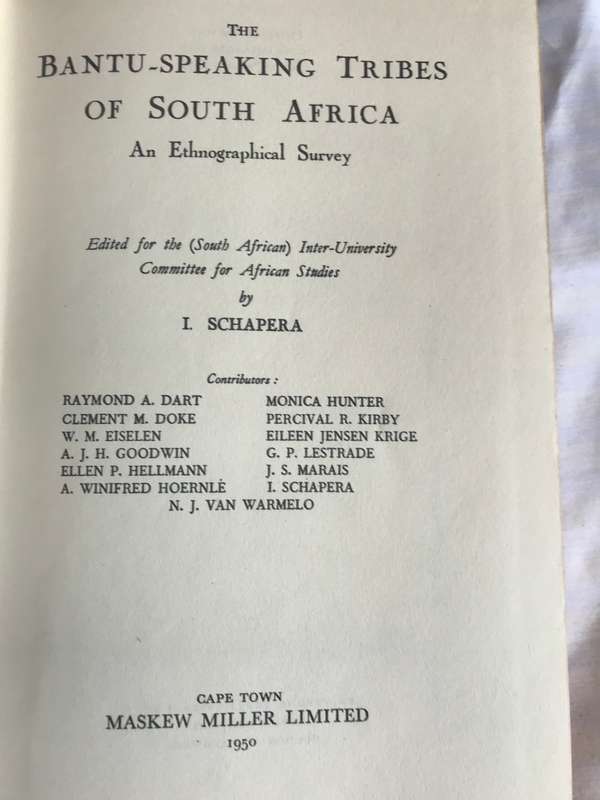 THE
BANTU-SPEAKING TRIBES
OF SOUTH AFRICA
An Ethnographical Survey
Edited for the (South African) Inter-University
Committee for African Studies
by
I. SCHAPERA
Contributors:
RAYMOND A. DART
CLEMENT M. DOKE
W. M. EISELEN
A. J. H. GOODWIN
ELLEN P. HELLMANN
A. WINIFRED HOERNLÉ
MONICA HUNTER
PERCIVAL R. KIRBY
EILEEN JENSEN KRIGE
G. P. LESTRADE
J. S. MARAIS
I. SCHAPERA
N. J. VAN WARMELO
CAPE TOWN
MASKEW MILLER LIMITED
1950